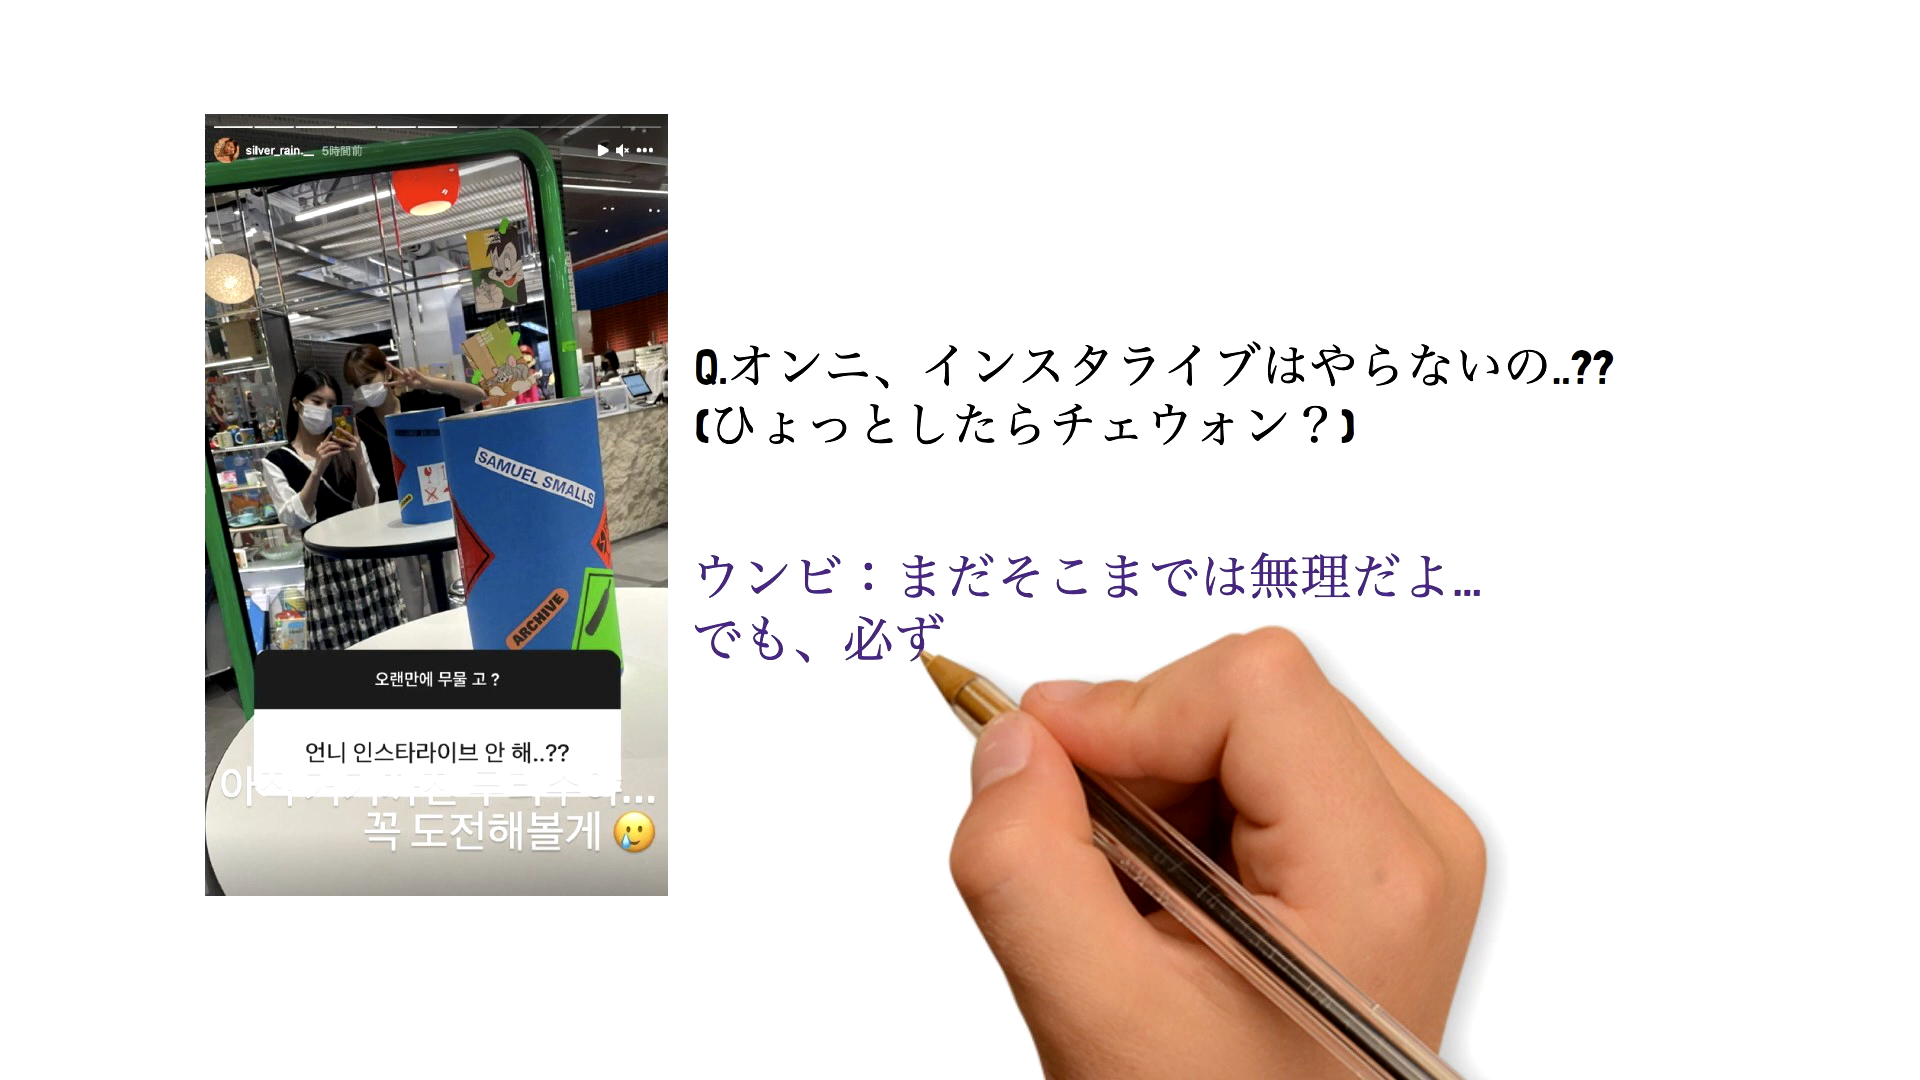 silver_rain.__ 5時間前
SAMUEL SMALLS
ARCHIVE
오랜만에 무물 고 ?
언니 인스타라이브 안 해..??
꼭 도전해볼게 🥲
Q.オンニ、インスタライブはやらないの..??
(ひょっとしたらチェウォン？)
ウンビ：まだそこまでは無理だよ...
でも、必ず